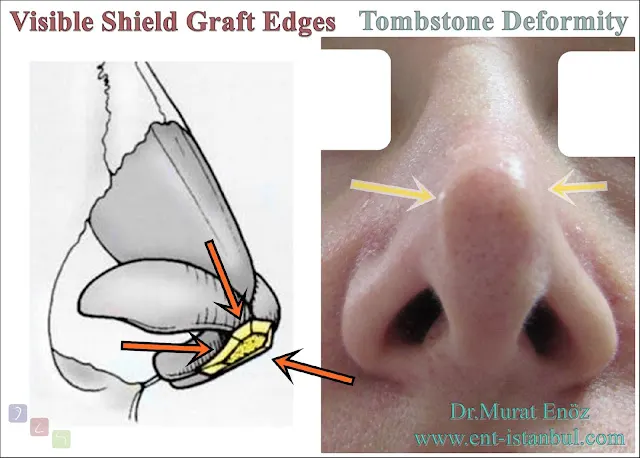 Visible Shield Graft Edges
Tombstone Deformity
Dr.Murat Enöz
www.ent-istanbul.com